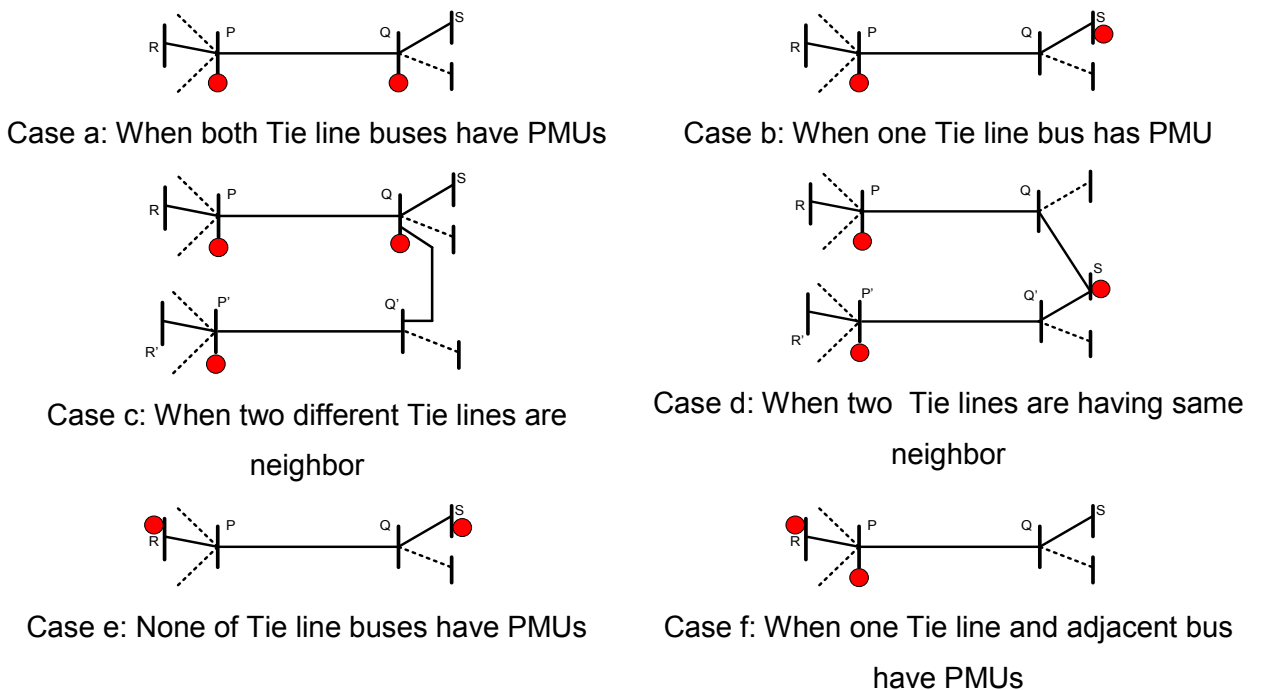 P
Q
S
R
Case a: When both Tie line buses have PMUs
P
Q
S
R
Case b: When one Tie line bus has PMU
P
Q
S
R
P'
Q'
R'
Case c: When two different Tie lines are
neighbor
P
Q
R
S
P'
Q'
R'
Case d: When two Tie lines are having same
neighbor
P
Q
S
R
Case e: None of Tie line buses have PMUs
P
Q
S
R
Case f: When one Tie line and adjacent bus
have PMUs